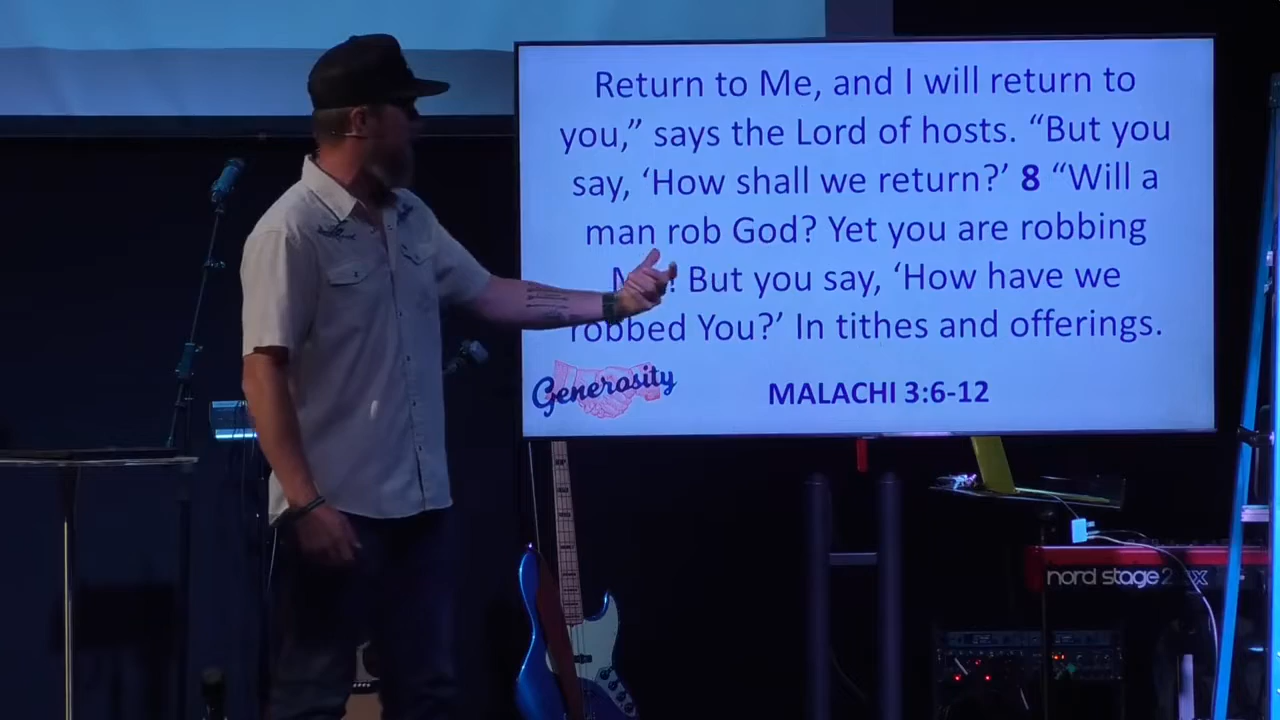 Return to Me, and I will return to
you,” says the Lord of hosts. “But you
say, ‘How shall we return?’ 8 “Will a
man rob God? Yet you are robbing
But you say, ‘How have we
robbed You?’ In tithes and offerings.
Generosity
MALACHI 3:6-12
nord stage 2